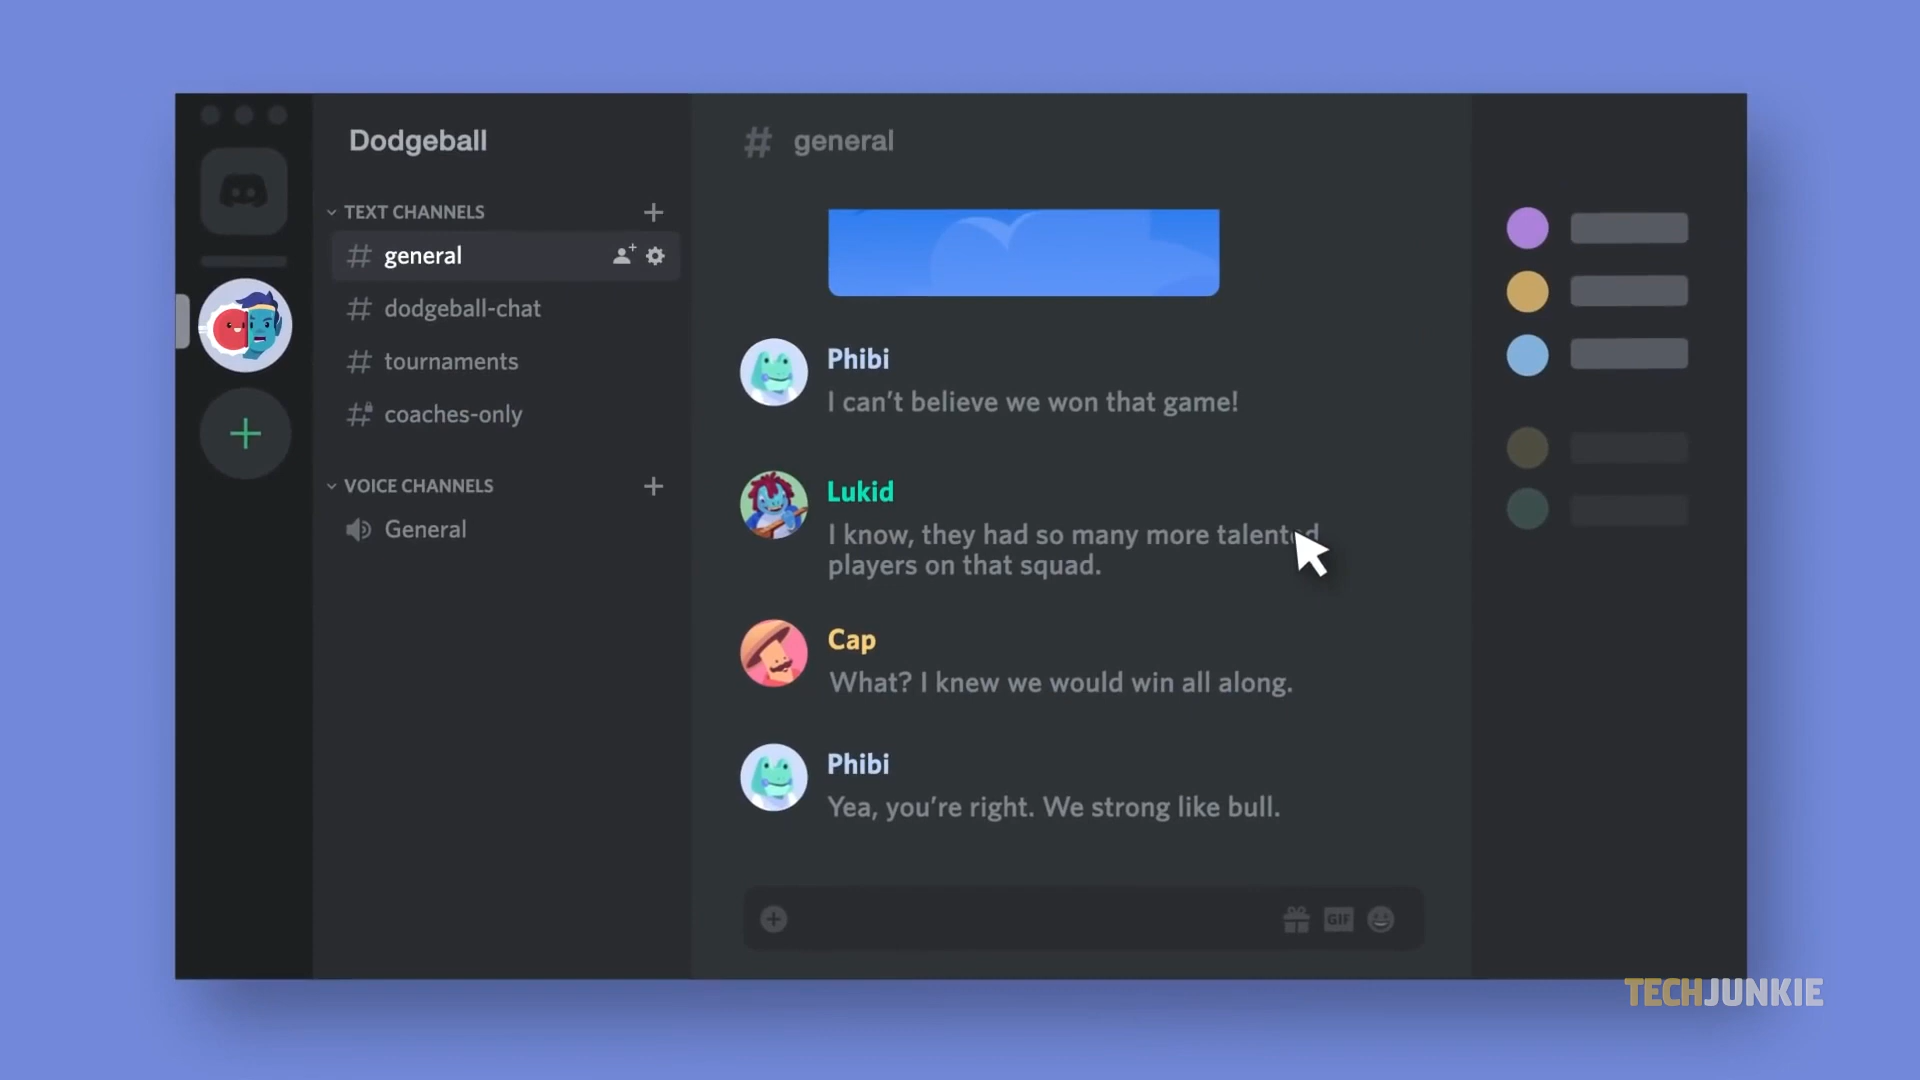 Dodgeball
# general
TEXT CHANNELS
# general
# dodgeball-chat
# tournaments
# coaches-only
VOICE CHANNELS
General
Phibi
I can’t believe we won that game!
Lukid
I know, they had so many more talented
players on that squad.
Cap
What? I knew we would win all along.
Phibi
Yea, you’re right. We strong like bull.
GIF
TECHJUNKIE